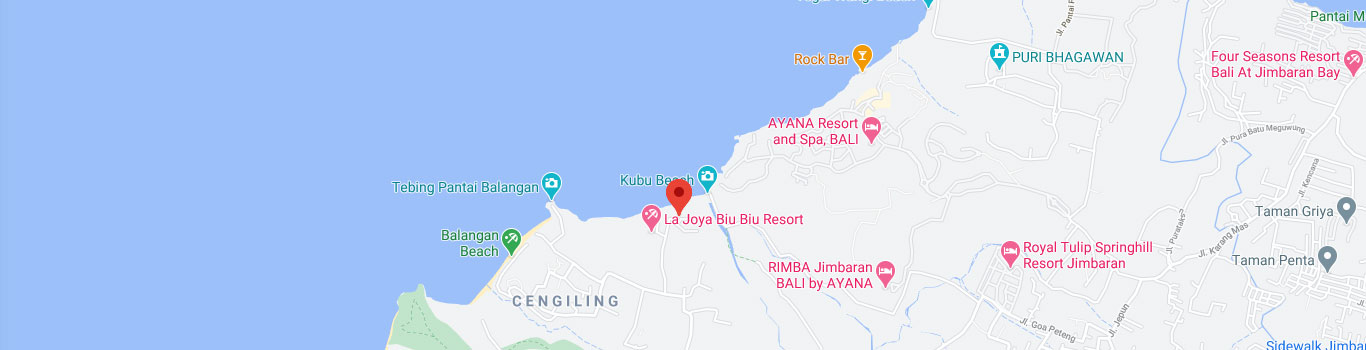 Rock Bar
PURI BHAGAWAN
Jl. Pantai
Pantai M
Four Seasons Resort
Bali At Jimbaran Bay
AYANA Resort
and Spa, BALI
Jl. Pura Batu Meguwung
Kubu Beach
Tebing Pantai Balangan
Jl. Kencana
La Joya Biu Biu Resort
Taman Griya
Balangan
Beach
Jl. Karang Mas
Royal Tulip Springhill
Resort Jimbaran
Taman Penta
RIMBA Jimbaran
BALI by AYANA
CENGILING
Jl. Jepun
Jl. Goa Peteng
Sidewalk Jimba